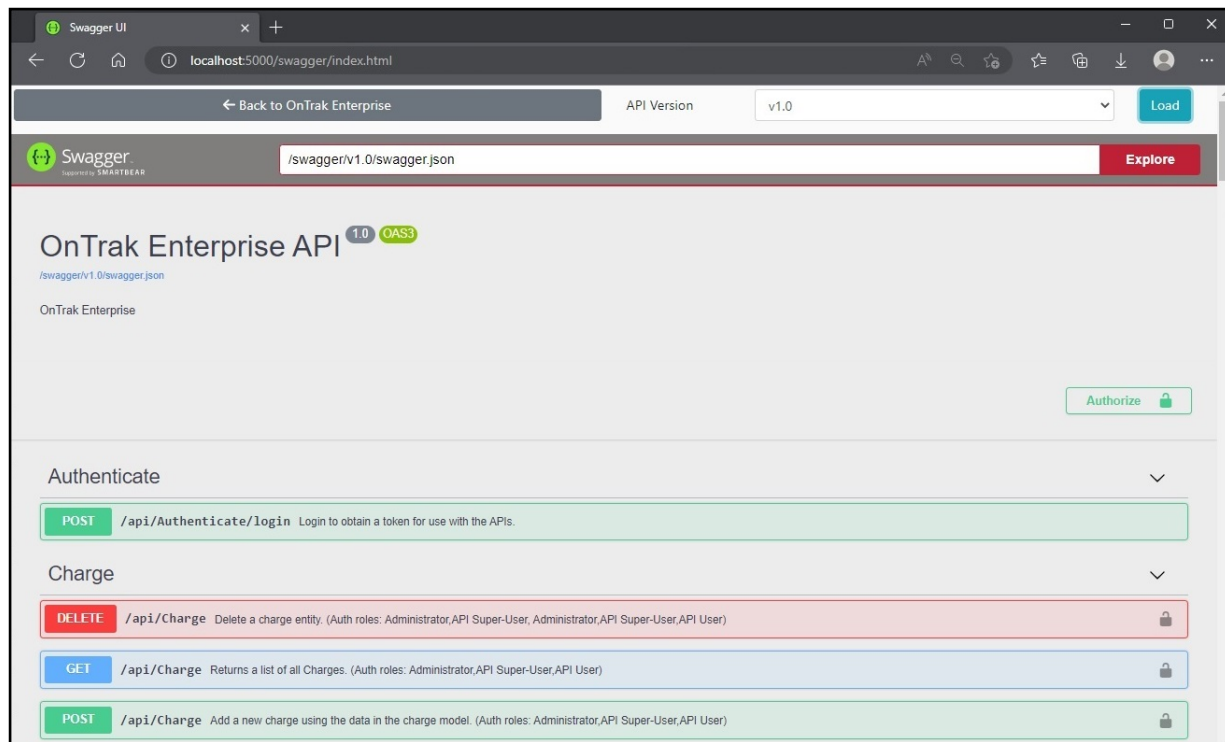 Swagger UI
localhost:5000/swagger/index.html
← Back to OnTrak Enterprise API Version v1.0 Load
{···} Swagger. Supported by SMARTBEAR /swagger/v1.0/swagger.json Explore
OnTrak Enterprise API 1.0 OAS3
/swagger/v1.0/swagger.json
OnTrak Enterprise
Authorize
Authenticate
POST /api/Authenticate/login Login to obtain a token for use with the APIs.
Charge
DELETE /api/Charge Delete a charge entity. (Auth roles: Administrator,API Super-User, Administrator,API Super-User,API User)
GET /api/Charge Returns a list of all Charges. (Auth roles: Administrator,API Super-User,API User)
POST /api/Charge Add a new charge using the data in the charge model. (Auth roles: Administrator,API Super-User,API User)